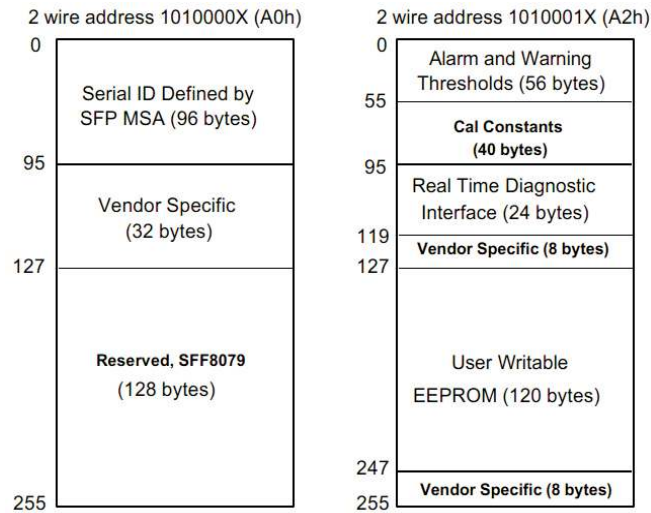 2 wire address 1010000X (A0h)
0
Serial ID Defined by
SFP MSA (96 bytes)
95
Vendor Specific
(32 bytes)
127
Reserved, SFF8079
(128 bytes)
255
2 wire address 1010001X (A2h)
0
Alarm and Warning
Thresholds (56 bytes)
55
Cal Constants
(40 bytes)
95
Real Time Diagnostic
Interface (24 bytes)
119
Vendor Specific (8 bytes)
127
User Writable
EEPROM (120 bytes)
247
Vendor Specific (8 bytes)
255